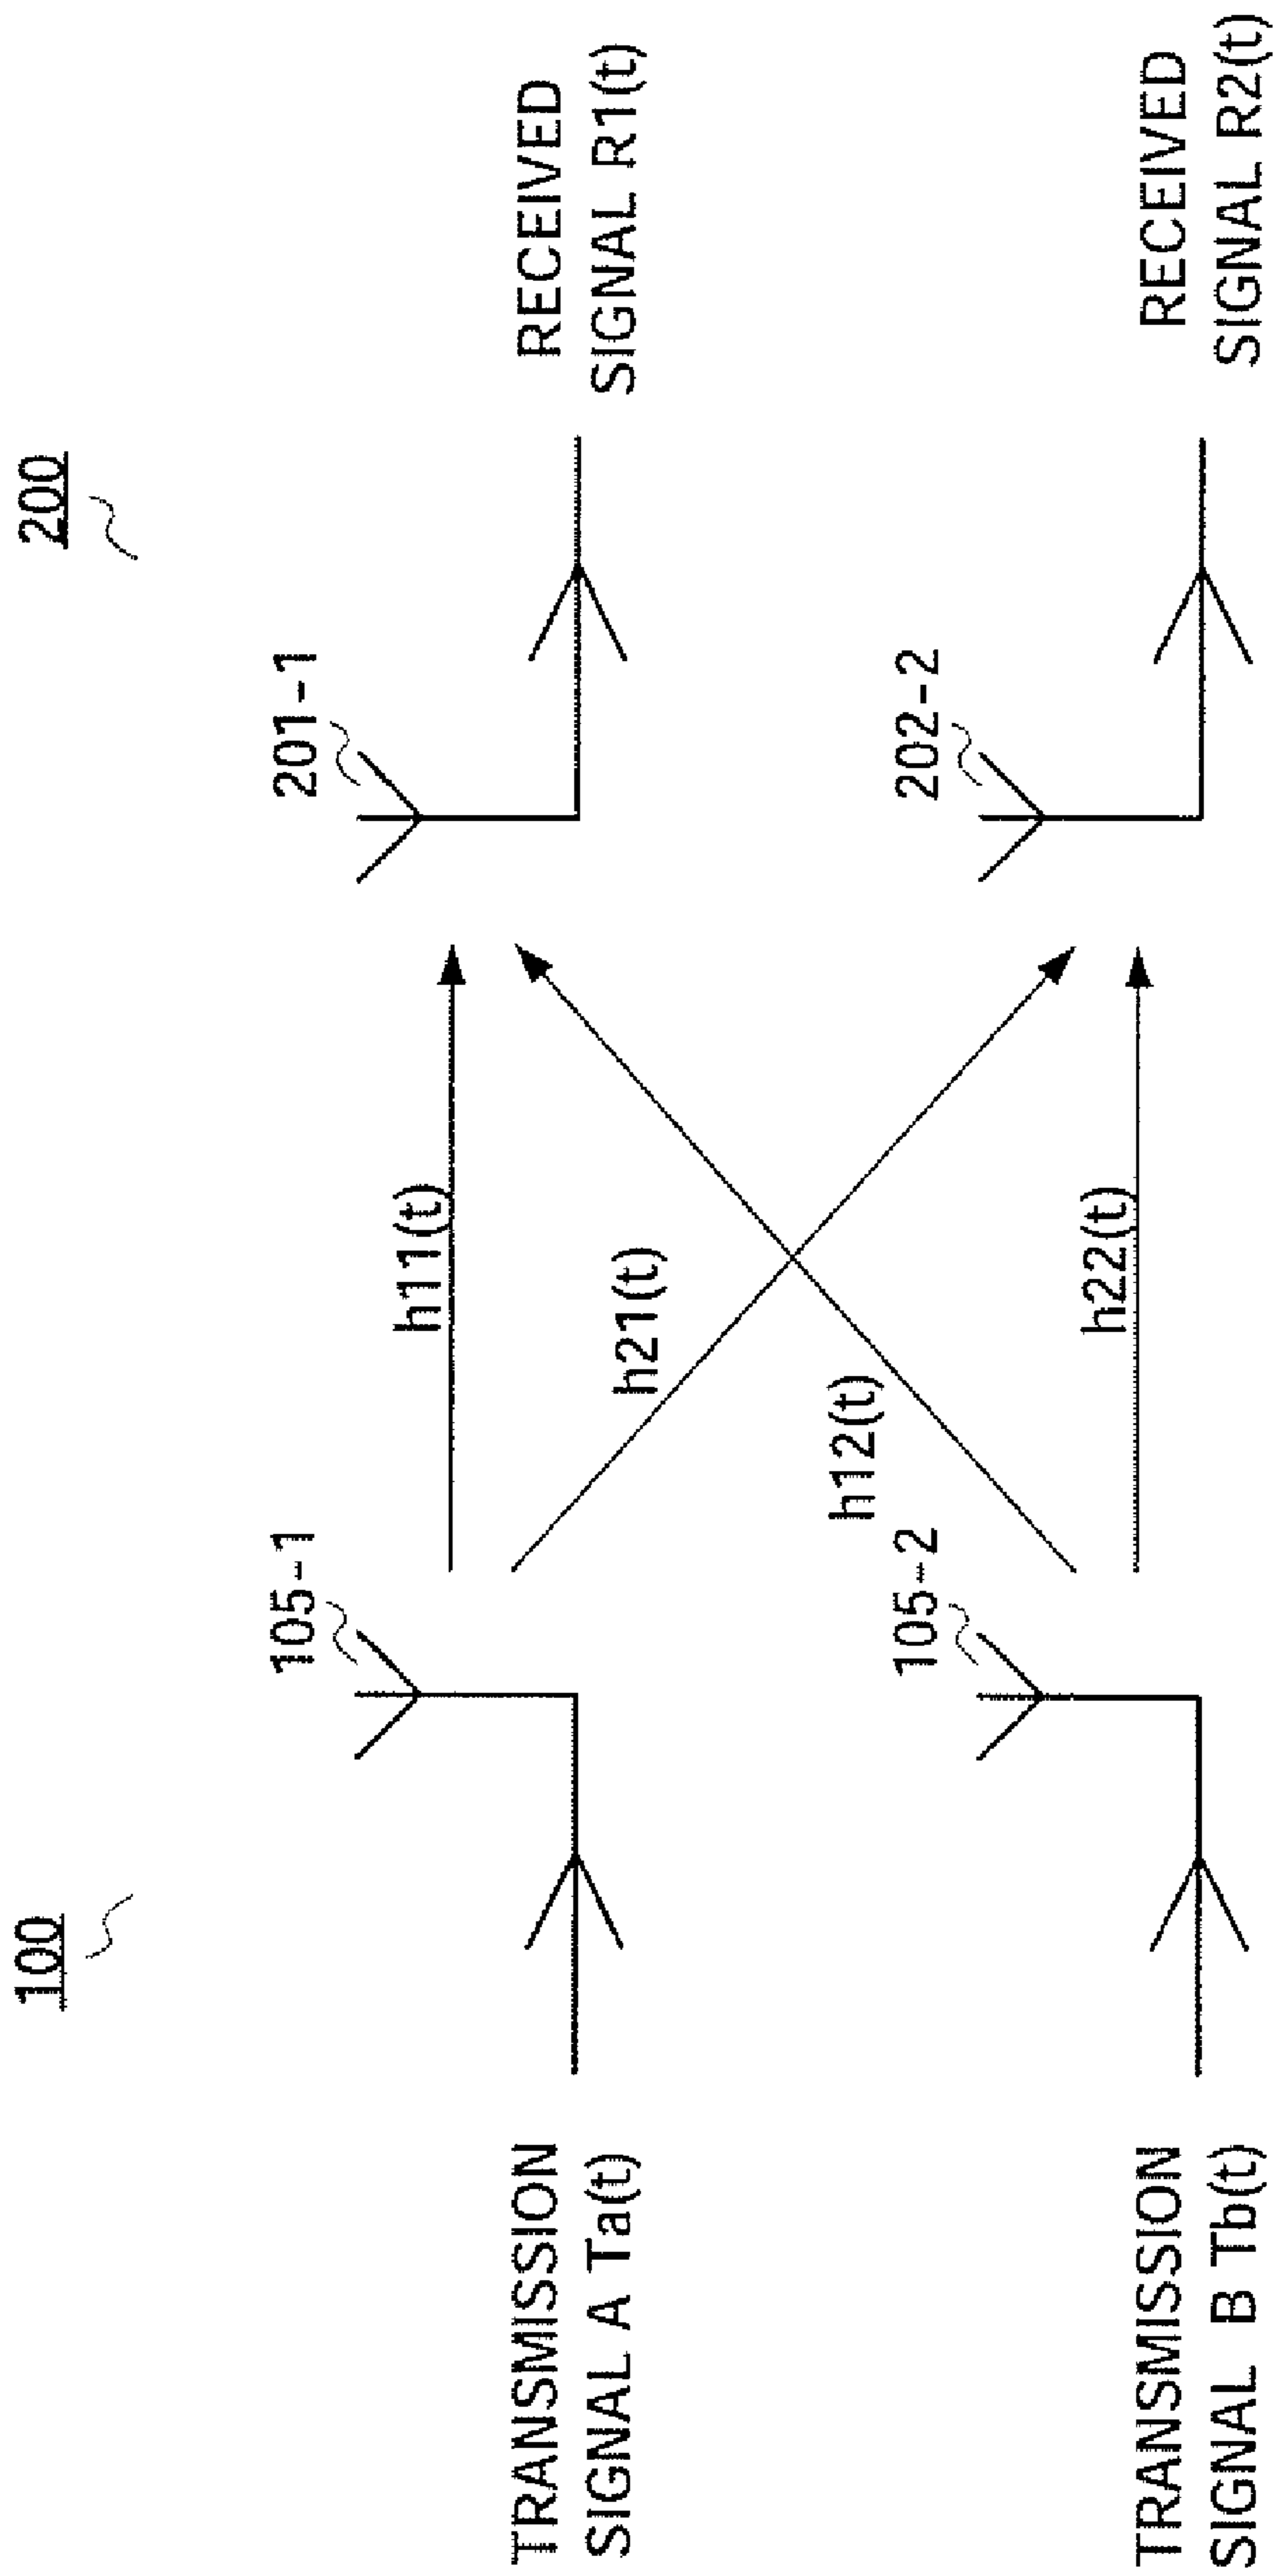 100
200
105-1
201-1
h11(t)
TRANSMISSION
SIGNAL A Ta(t)
RECEIVED
SIGNAL R1(t)
h21(t)
h12(t)
105-2
202-2
h22(t)
TRANSMISSION
SIGNAL B Tb(t)
RECEIVED
SIGNAL R2(t)